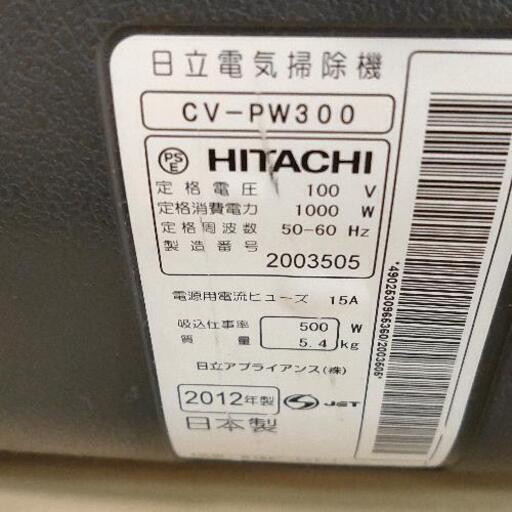 日立電気掃除機
CV-PW300
PSE HITACHI
定格電圧 100 V
定格消費電力 1000 W
定格周波数 50-60 Hz
製造番号
2003505
電源用電流ヒューズ 15A
吸込仕事率 500 W
質量 5.4 kg
日立アプライアンス(株)
2012年製 S JET
日本製
*4902530965360/2003505*